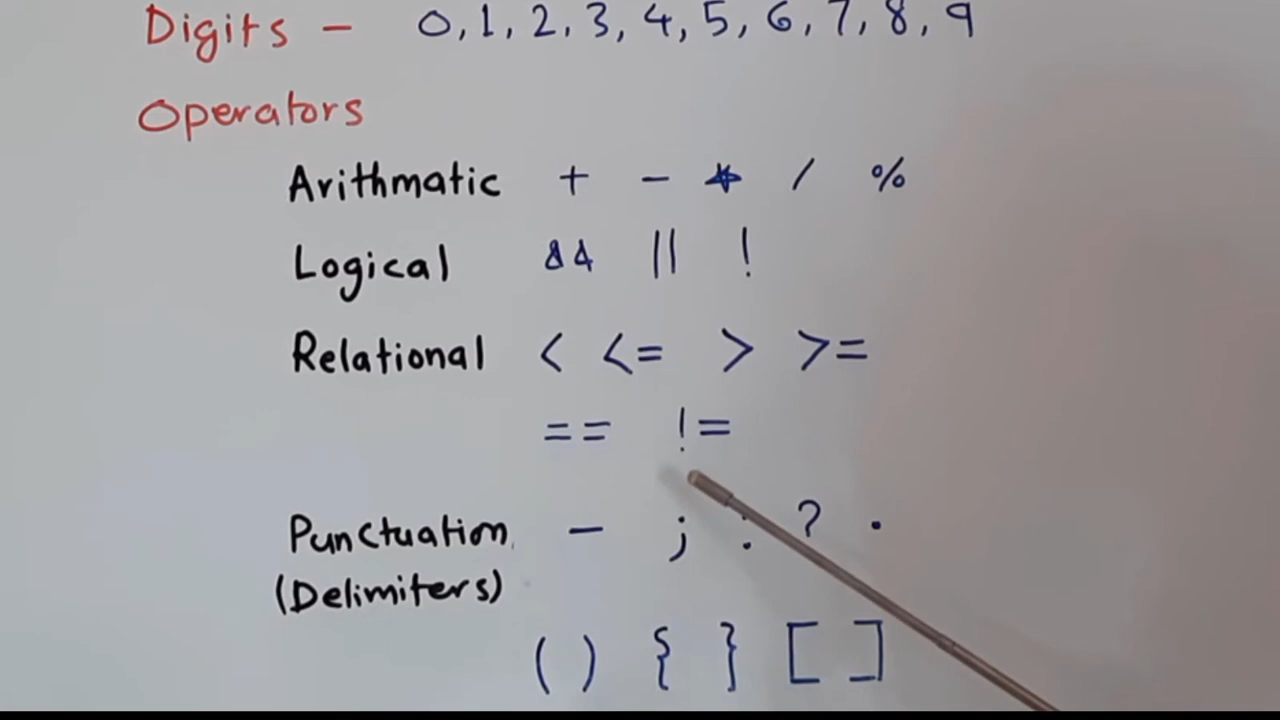 Digits - 0, 1, 2, 3, 4, 5, 6, 7, 8, 9
Operators
Arithmatic + - * / %
Logical && || !
Relational < <= > >=
== !=
Punctuation - ; : ? .
(Delimiters)
( ) { } [ ]